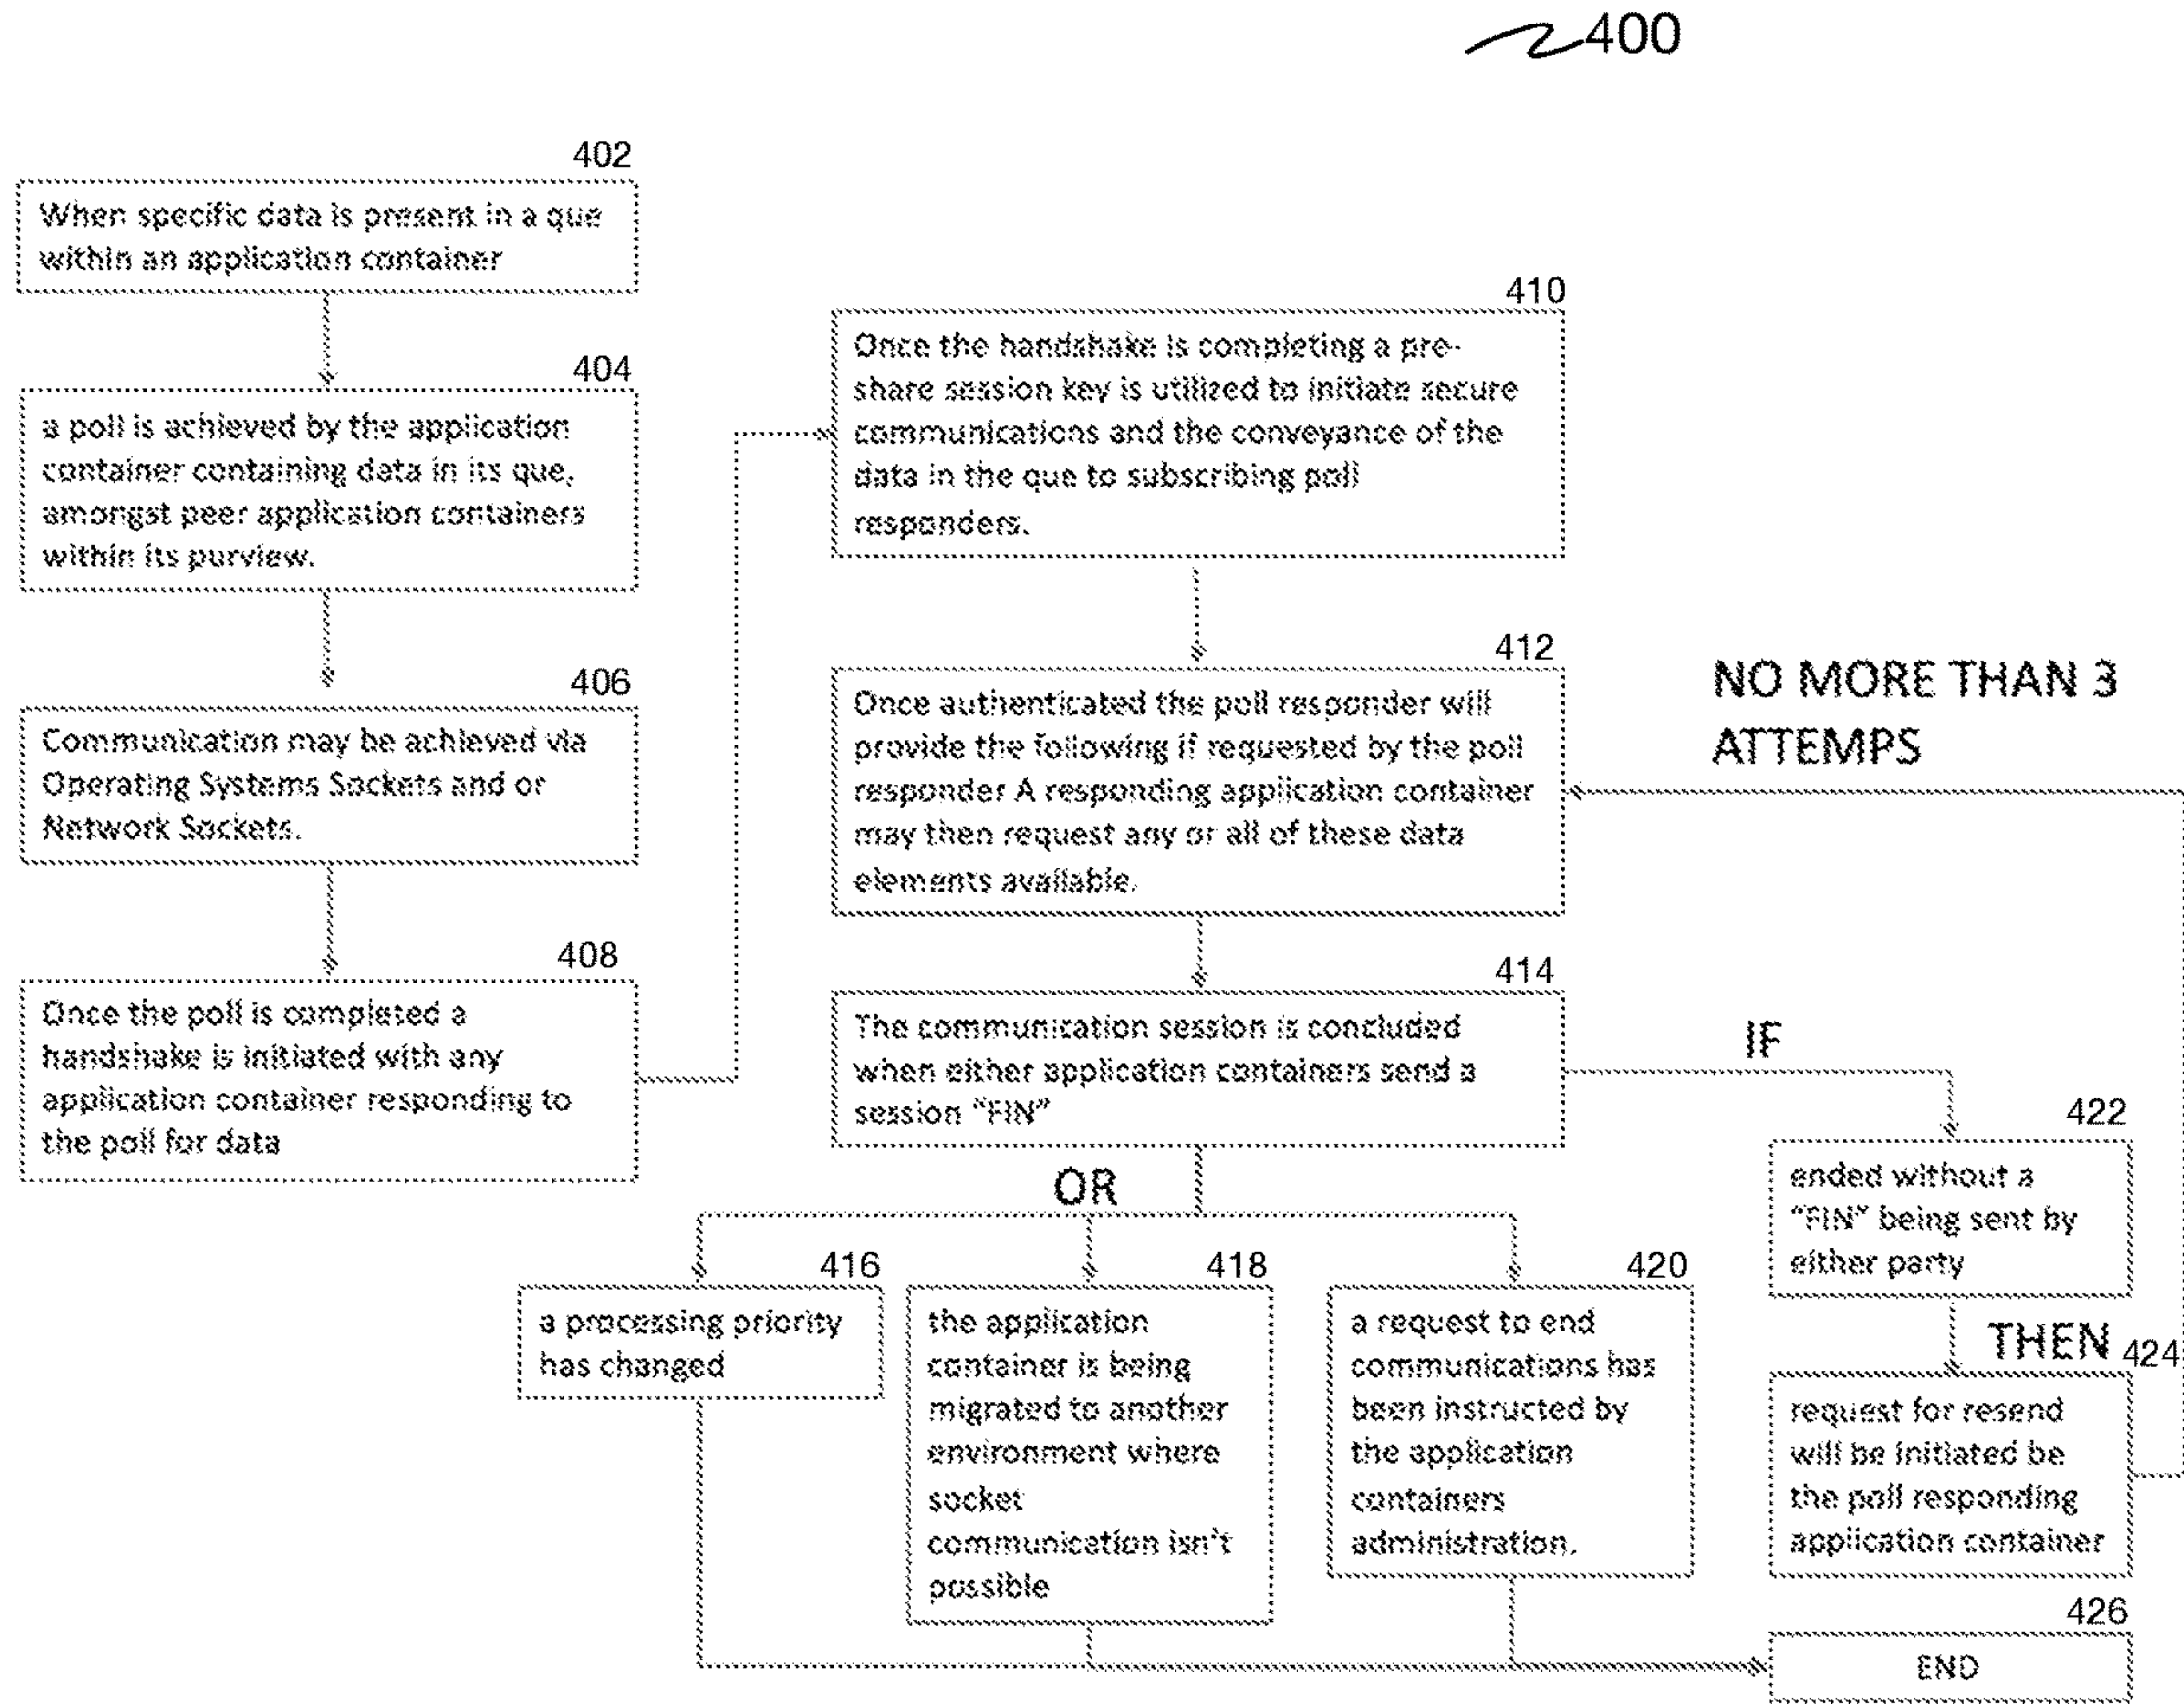 400
402
When specific data is present in a que
within an application container
404
a poll is achieved by the application
container containing data in its que,
amongst peer application containers
within its purview.
406
Communication may be achieved via
Operating Systems Sockets and or
Network Sockets.
408
Once the poll is completed a
handshake is initiated with any
application container responding to
the poll for data
410
Once the handshake is completing a pre-
share session key is utilized to initiate secure
communications and the conveyance of the
data in the que to subscribing poll
responders.
412
Once authenticated the poll responder will
provide the following if requested by the poll
responder A responding application container
may then request any or all of these data
elements available.
NO MORE THAN 3
ATTEMPS
414
The communication session is concluded
when either application containers send a
session "FIN"
IF
OR
416
a processing priority
has changed
418
the application
container is being
migrated to another
environment where
socket
communication isn't
possible
420
a request to end
communications has
been instructed by
the application
containers
administration.
422
ended without a
"FIN" being sent by
either party
THEN
424
request for resend
will be initiated be
the poll responding
application container
426
END